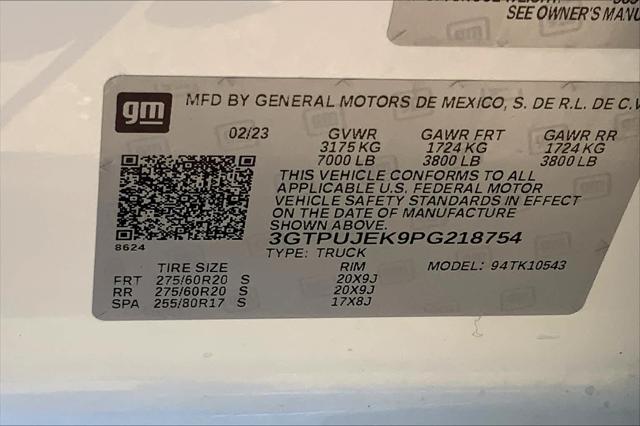 SEE OWNER'S MANU
gm MFD BY GENERAL MOTORS DE MEXICO, S. DE R.L. DE C.V
02/23 GVWR GAWR FRT GAWR RR
3175 KG 1724 KG 1724 KG
7000 LB 3800 LB 3800 LB
THIS VEHICLE CONFORMS TO ALL
APPLICABLE U.S. FEDERAL MOTOR
VEHICLE SAFETY STANDARDS IN EFFECT
ON THE DATE OF MANUFACTURE
SHOWN ABOVE.
3GTPUJEK9PG218754
8624
TYPE: TRUCK
TIRE SIZE RIM MODEL: 94TK10543
FRT 275/60R20 S 20X9J
RR 275/60R20 S 20X9J
SPA 255/80R17 S 17X8J